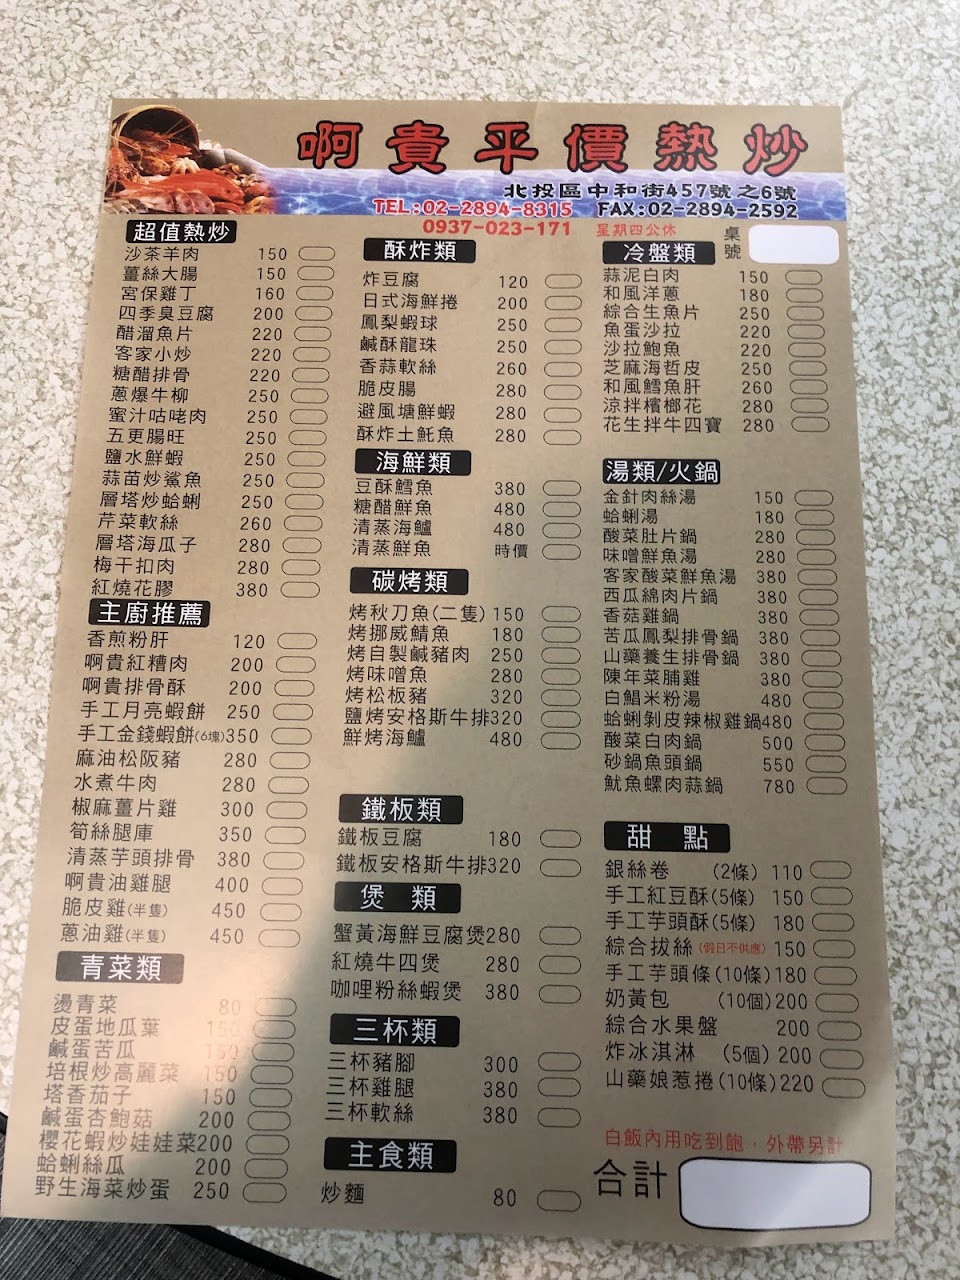 啊貴平價熱炒
北投區中和街457號之6號
TEL:02-2894-8315 FAX:02-2894-2592
0937-023-171 星期四公休
桌號
超值熱炒
沙茶羊肉 150
薑絲大腸 150
宮保雞丁 160
四季臭豆腐 200
醋溜魚片 220
客家小炒 220
糖醋排骨 220
蔥爆牛柳 250
蜜汁咕咾肉 250
五更腸旺 250
鹽水鮮蝦 250
蒜苗炒鯊魚 250
層塔炒蛤蜊 250
芹菜軟絲 260
層塔海瓜子 280
梅干扣肉 280
紅燒花膠 380
主廚推薦
香煎粉肝 120
啊貴紅糟肉 200
啊貴排骨酥 200
手工月亮蝦餅 250
手工金錢蝦餅(6塊)350
麻油松阪豬 280
水煮牛肉 280
椒麻薑片雞 300
筍絲腿庫 350
清蒸芋頭排骨 380
啊貴油雞腿 400
脆皮雞(半隻) 450
蔥油雞(半隻) 450
青菜類
燙青菜 80
皮蛋地瓜葉 150
鹹蛋苦瓜 150
培根炒高麗菜 150
塔香茄子 150
鹹蛋杏鮑菇 200
櫻花蝦炒娃娃菜200
蛤蜊絲瓜 200
野生海菜炒蛋 250
酥炸類
炸豆腐 120
日式海鮮捲 200
鳳梨蝦球 250
鹹酥龍珠 250
香蒜軟絲 260
脆皮腸 280
避風塘鮮蝦 280
酥炸土魠魚 280
海鮮類
豆酥鱈魚 380
糖醋鮮魚 480
清蒸海鱸 480
清蒸鮮魚 時價
碳烤類
烤秋刀魚(二隻) 150
烤挪威鯖魚 180
烤自製鹹豬肉 250
烤味噌魚 280
烤松板豬 320
鹽烤安格斯牛排320
鮮烤海鱸 480
鐵板類
鐵板豆腐 180
鐵板安格斯牛排320
煲 類
蟹黃海鮮豆腐煲280
紅燒牛四煲 280
咖哩粉絲蝦煲 380
三杯類
三杯豬腳 300
三杯雞腿 380
三杯軟絲 380
主食類
炒麵 80
冷盤類
蒜泥白肉 150
和風洋蔥 180
綜合生魚片 250
魚蛋沙拉 220
沙拉鮑魚 220
芝麻海哲皮 250
和風鱈魚肝 260
涼拌檳榔花 280
花生拌牛四寶 280
湯類/火鍋
金針肉絲湯 150
蛤蜊湯 180
酸菜肚片鍋 280
味噌鮮魚湯 280
客家酸菜鮮魚湯 380
西瓜綿肉片鍋 380
香菇雞鍋 380
苦瓜鳳梨排骨鍋 380
山藥養生排骨鍋 380
陳年菜脯雞 380
白鯧米粉湯 480
蛤蜊剝皮辣椒雞鍋480
酸菜白肉鍋 500
砂鍋魚頭鍋 550
魷魚螺肉蒜鍋 780
甜 點
銀絲卷 (2條) 110
手工紅豆酥(5條) 150
手工芋頭酥(5條) 180
綜合拔絲(假日不供應) 150
手工芋頭條(10條)180
奶黃包 (10個)200
綜合水果盤 200
炸冰淇淋 (5個) 200
山藥娘惹捲(10條)220
白飯內用吃到飽，外帶另計
合計